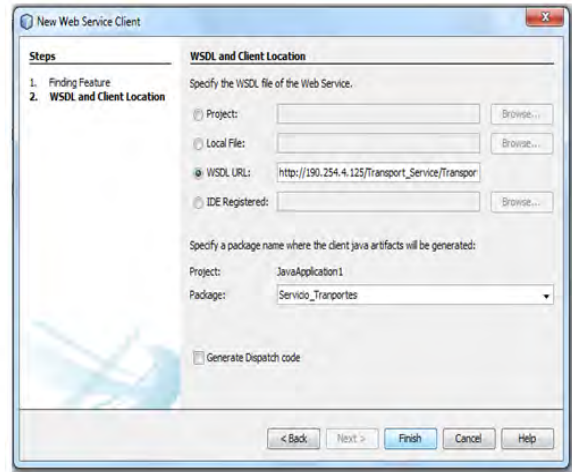 New Web Service Client
Steps
1. Finding Feature
2. WSDL and Client Location
WSDL and Client Location
Specify the WSDL file of the Web Service.
Project: Browse...
Local File: Browse...
WSDL URL: http://190.254.4.125/Transport_Service/Transpor
IDE Registered: Browse...
Specify a package name where the client java artifacts will be generated:
Project: JavaApplication1
Package: Servicio_Tranportes
Generate Dispatch code
< Back Next > Finish Cancel Help